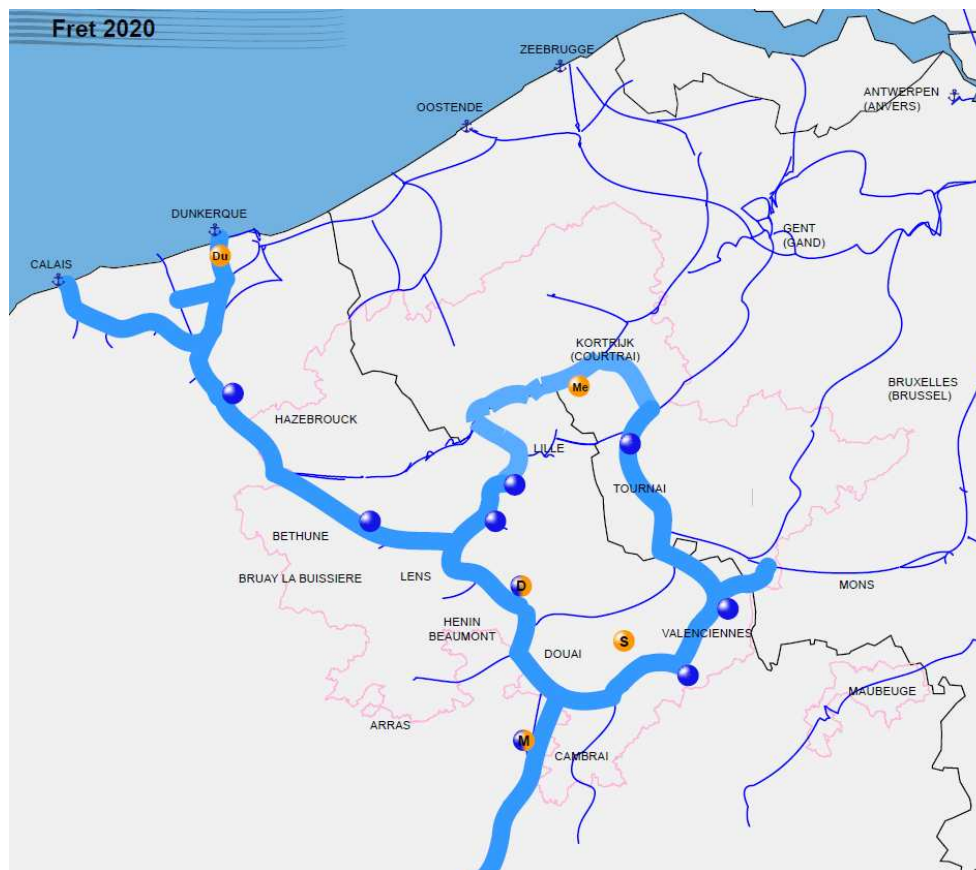 Fret 2020
ZEEBRUGGE
ANTWERPEN
(ANVERS)
OOSTENDE
DUNKERQUE
GENT
(GAND)
Du
CALAIS
KORTRIJK
(COURTRAI)
Me
BRUXELLES
(BRUSSEL)
HAZEBROUCK
LILLE
TOURNAI
BETHUNE
BRUAY LA BUISSIERE
LENS
D
MONS
HENIN
BEAUMONT
VALENCIENNES
S
DOUAI
MAUBEUGE
ARRAS
M
CAMBRAI